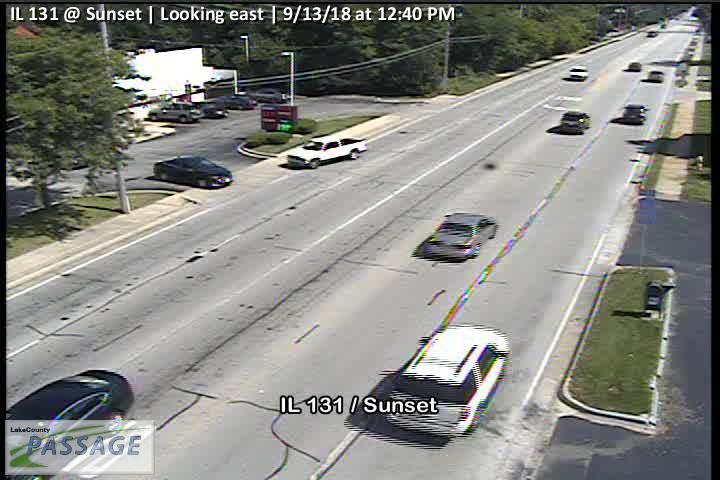 IL 131 @ Sunset | Looking east | 9/13/18 at 12:40 PM
IL 131 / Sunset
LakeCounty
PASSAGE